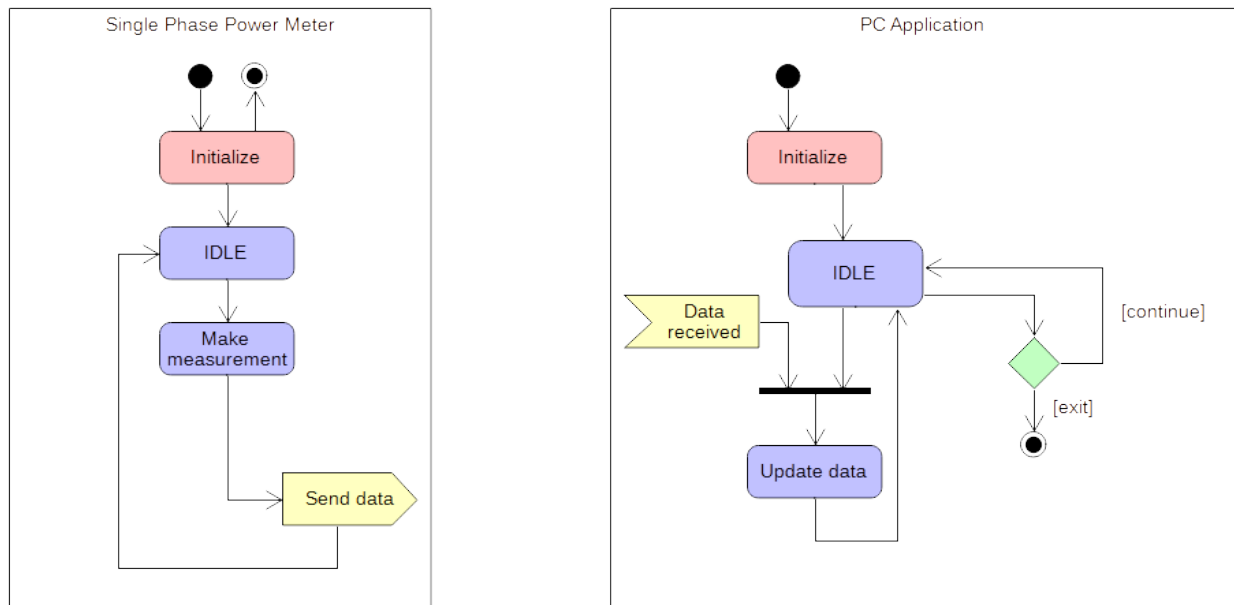 Single Phase Power Meter
Initialize
IDLE
Make
measurement
Send data
PC Application
Initialize
IDLE
Data
received
[continue]
[exit]
Update data